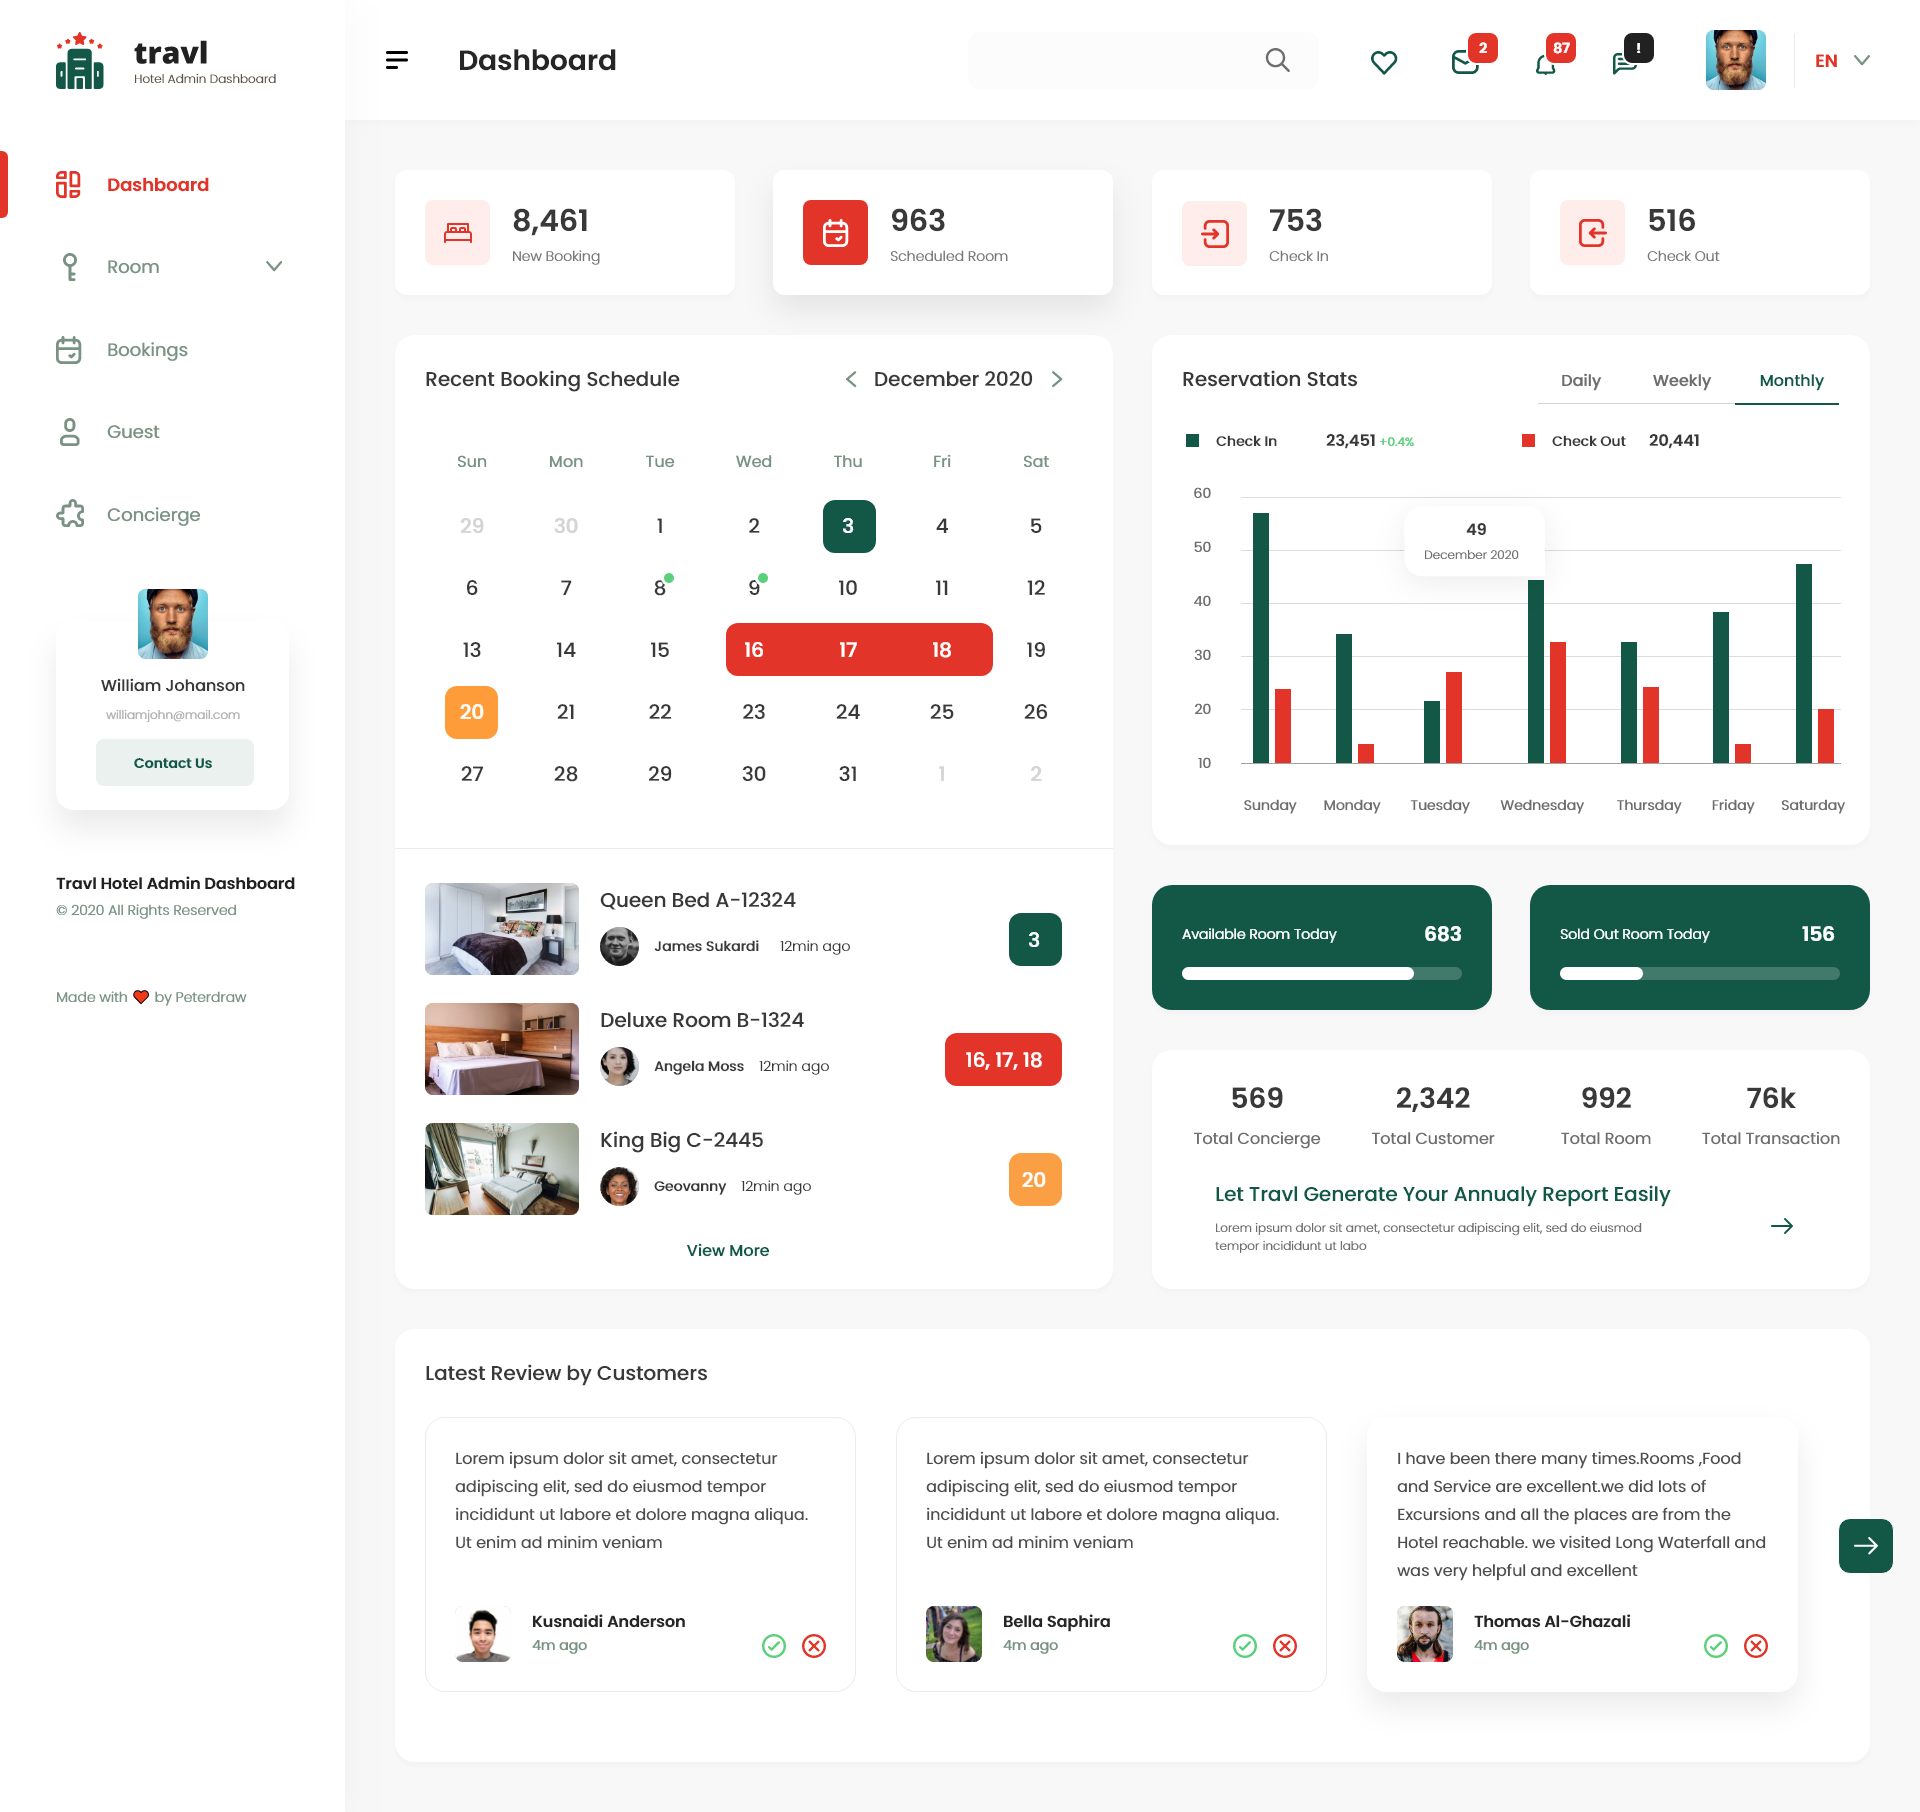 travl
Hotel Admin Dashboard
Dashboard
2
87
!
EN
Dashboard
Room
Bookings
Guest
Concierge
William Johanson
williamjohn@mail.com
Contact Us
Travl Hotel Admin Dashboard
© 2020 All Rights Reserved
Made with ❤ by Peterdraw
8,461
New Booking
963
Scheduled Room
753
Check In
516
Check Out
Recent Booking Schedule
December 2020
Sun Mon Tue Wed Thu Fri Sat
29 30 1 2 3 4 5
6 7 8 9 10 11 12
13 14 15 16 17 18 19
20 21 22 23 24 25 26
27 28 29 30 31 1 2
Queen Bed A-12324
James Sukardi 12min ago
3
Deluxe Room B-1324
Angela Moss 12min ago
16, 17, 18
King Big C-2445
Geovanny 12min ago
20
View More
Reservation Stats
Daily Weekly Monthly
Check In 23,451 +0.4% Check Out 20,441
60
50
40
30
20
10
49
December 2020
Sunday Monday Tuesday Wednesday Thursday Friday Saturday
Available Room Today 683
Sold Out Room Today 156
569
Total Concierge
2,342
Total Customer
992
Total Room
76k
Total Transaction
Let Travl Generate Your Annualy Report Easily
Lorem ipsum dolor sit amet, consectetur adipiscing elit, sed do eiusmod
tempor incididunt ut labo
Latest Review by Customers
Lorem ipsum dolor sit amet, consectetur
adipiscing elit, sed do eiusmod tempor
incididunt ut labore et dolore magna aliqua.
Ut enim ad minim veniam
Kusnaidi Anderson
4m ago
Lorem ipsum dolor sit amet, consectetur
adipiscing elit, sed do eiusmod tempor
incididunt ut labore et dolore magna aliqua.
Ut enim ad minim veniam
Bella Saphira
4m ago
I have been there many times.Rooms ,Food
and Service are excellent.we did lots of
Excursions and all the places are from the
Hotel reachable. we visited Long Waterfall and
was very helpful and excellent
Thomas Al-Ghazali
4m ago